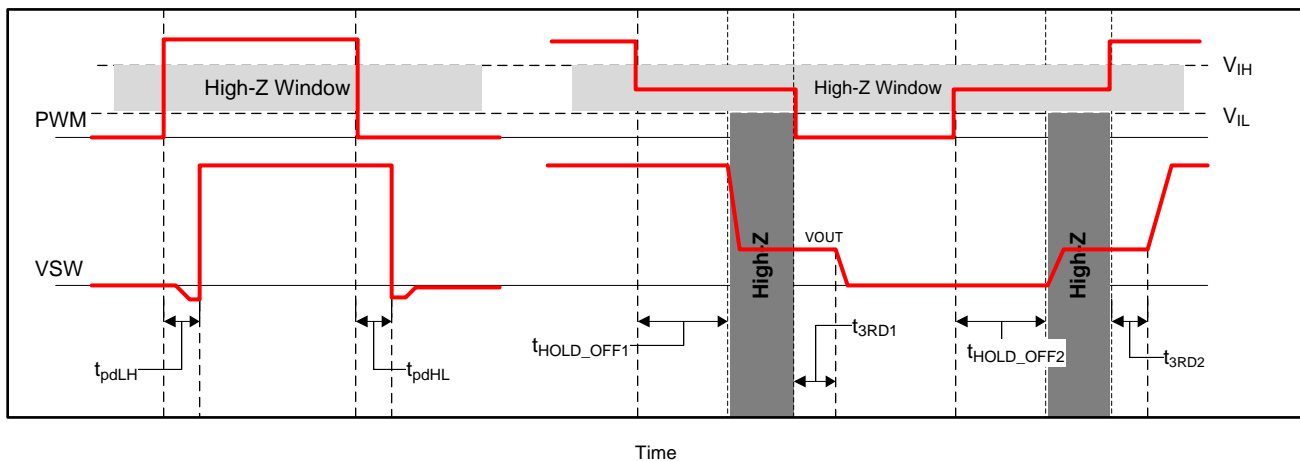 High-Z Window
High-Z Window
VIH
VIL
PWM
VSW
High-Z
VOUT
High-Z
tpdLH
tpdHL
tHOLD_OFF1
t3RD1
tHOLD_OFF2
t3RD2
Time